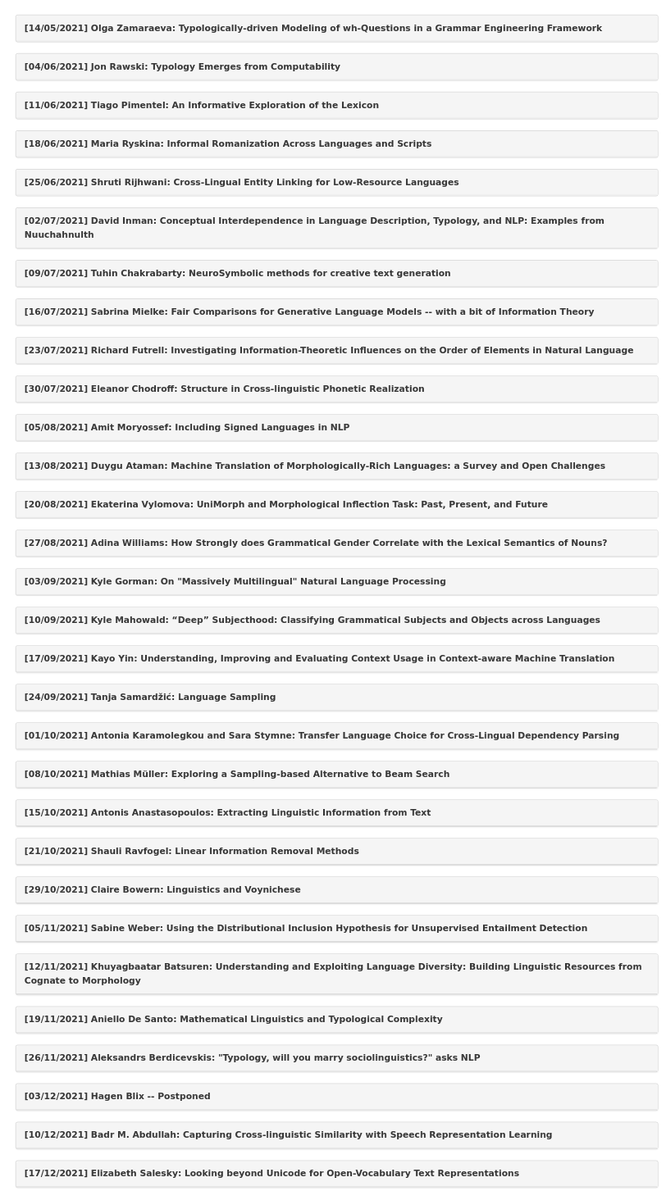 [14/05/2021] Olga Zamaraeva: Typologically-driven Modeling of wh-Questions in a Grammar Engineering Framework
[04/06/2021] Jon Rawski: Typology Emerges from Computability
[11/06/2021] Tiago Pimentel: An Informative Exploration of the Lexicon
[18/06/2021] Maria Ryskina: Informal Romanization Across Languages and Scripts
[25/06/2021] Shruti Rijhwani: Cross-Lingual Entity Linking for Low-Resource Languages
[02/07/2021] David Inman: Conceptual Interdependence in Language Description, Typology, and NLP: Examples from
Nuuchahnulth
[09/07/2021] Tuhin Chakrabarty: NeuroSymbolic methods for creative text generation
[16/07/2021] Sabrina Mielke: Fair Comparisons for Generative Language Models -- with a bit of Information Theory
[23/07/2021] Richard Futrell: Investigating Information-Theoretic Influences on the Order of Elements in Natural Language
[30/07/2021] Eleanor Chodroff: Structure in Cross-linguistic Phonetic Realization
[05/08/2021] Amit Moryossef: Including Signed Languages in NLP
[13/08/2021] Duygu Ataman: Machine Translation of Morphologically-Rich Languages: a Survey and Open Challenges
[20/08/2021] Ekaterina Vylomova: UniMorph and Morphological Inflection Task: Past, Present, and Future
[27/08/2021] Adina Williams: How Strongly does Grammatical Gender Correlate with the Lexical Semantics of Nouns?
[03/09/2021] Kyle Gorman: On "Massively Multilingual" Natural Language Processing
[10/09/2021] Kyle Mahowald: “Deep” Subjecthood: Classifying Grammatical Subjects and Objects across Languages
[17/09/2021] Kayo Yin: Understanding, Improving and Evaluating Context Usage in Context-aware Machine Translation
[24/09/2021] Tanja Samardžić: Language Sampling
[01/10/2021] Antonia Karamolegkou and Sara Stymne: Transfer Language Choice for Cross-Lingual Dependency Parsing
[08/10/2021] Mathias Müller: Exploring a Sampling-based Alternative to Beam Search
[15/10/2021] Antonis Anastasopoulos: Extracting Linguistic Information from Text
[21/10/2021] Shauli Ravfogel: Linear Information Removal Methods
[29/10/2021] Claire Bowern: Linguistics and Voynichese
[05/11/2021] Sabine Weber: Using the Distributional Inclusion Hypothesis for Unsupervised Entailment Detection
[12/11/2021] Khuyagbaatar Batsuren: Understanding and Exploiting Language Diversity: Building Linguistic Resources from
Cognate to Morphology
[19/11/2021] Aniello De Santo: Mathematical Linguistics and Typological Complexity
[26/11/2021] Aleksandrs Berdicevskis: "Typology, will you marry sociolinguistics?" asks NLP
[03/12/2021] Hagen Blix -- Postponed
[10/12/2021] Badr M. Abdullah: Capturing Cross-linguistic Similarity with Speech Representation Learning
[17/12/2021] Elizabeth Salesky: Looking beyond Unicode for Open-Vocabulary Text Representations